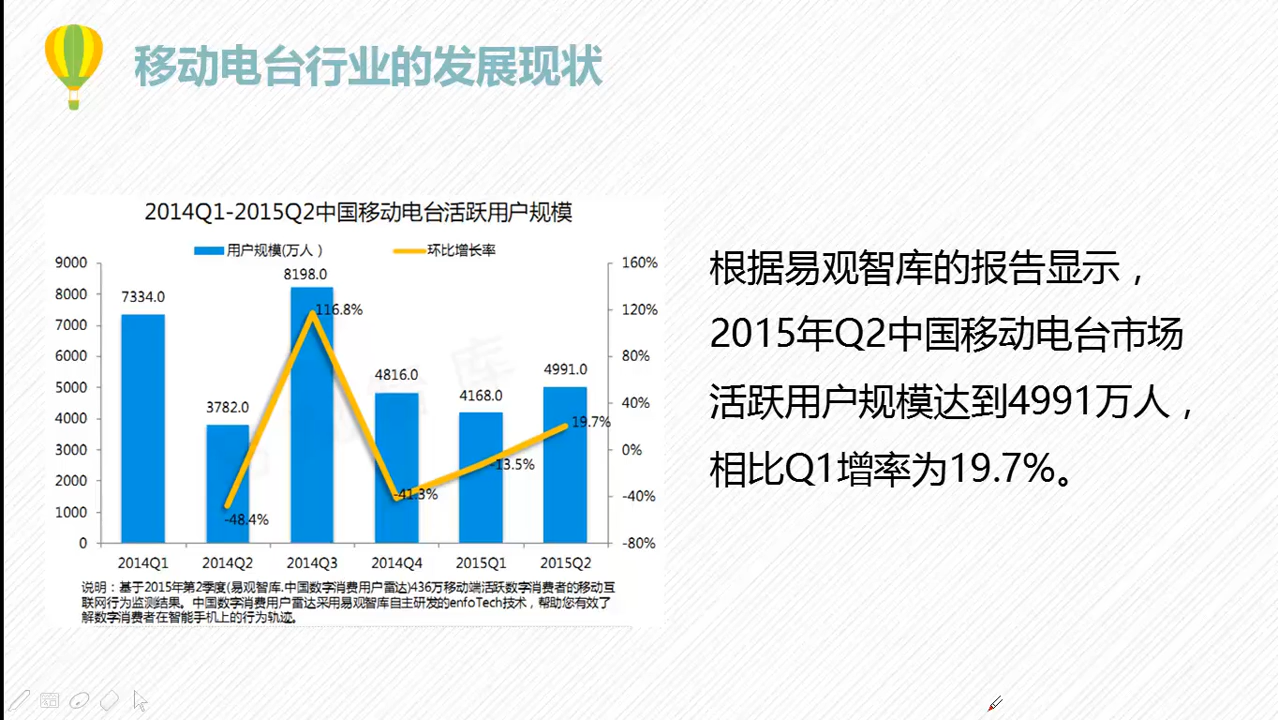 移动电台行业的发展现状
2014Q1-2015Q2中国移动电台活跃用户规模
用户规模(万人）
环比增长率
9000
8000
7000
6000
5000
4000
3000
2000
1000
0
7334.0
3782.0
8198.0
4816.0
4168.0
4991.0
-48.4%
116.8%
-41.3%
-13.5%
19.7%
160%
120%
80%
40%
0%
-40%
-80%
2014Q1 2014Q2 2014Q3 2014Q4 2015Q1 2015Q2
说明：基于2015年第2季度(易观智库.中国数字消费用户雷达)436万移动端活跃数字消费者的移动互
联网行为监测结果。中国数字消费用户雷达采用易观智库自主研发的enfoTech技术，帮助您有效了
解数字消费者在智能手机上的行为轨迹。
根据易观智库的报告显示，
2015年Q2中国移动电台市场
活跃用户规模达到4991万人，
相比Q1增率为19.7%。